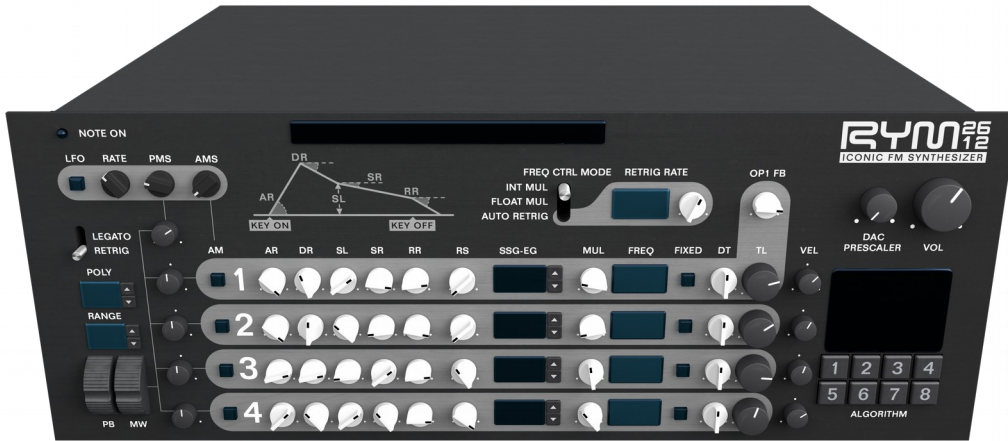 NOTE ON
RYM 2612
ICONIC FM SYNTHESIZER
LFO RATE PMS AMS
DR
SR
AR
SL
RR
KEY ON KEY OFF
FREQ CTRL MODE RETRIG RATE
INT MUL
FLOAT MUL
AUTO RETRIG
OP1 FB
DAC PRESCALER
VOL
LEGATO
RETRIG
AM AR DR SL SR RR RS SSG-EG MUL FREQ FIXED DT TL VEL
POLY
RANGE
1
2
3
4
PB MW
1 2 3 4
5 6 7 8
ALGORITHM